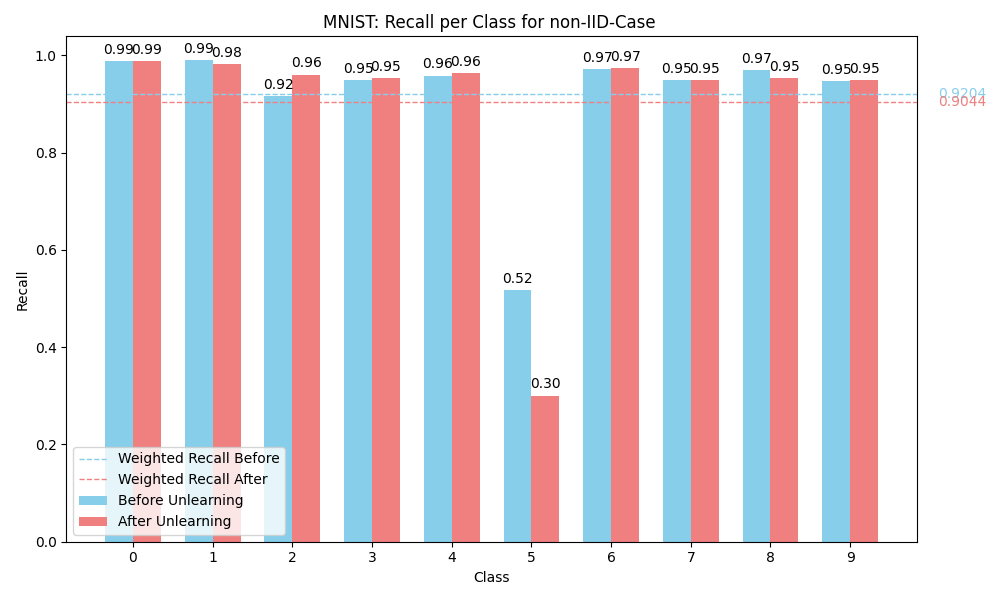 MNIST: Recall per Class for non-IID-Case
1.0
0.8
0.6
0.4
0.2
0.0
Recall
0.99 0.99
0.99 0.98
0.92 0.96
0.95 0.95
0.96 0.96
0.52 0.30
0.97 0.97
0.95 0.95
0.97 0.95
0.95 0.95
0.9204
0.9044
Weighted Recall Before
Weighted Recall After
Before Unlearning
After Unlearning
0 1 2 3 4 5 6 7 8 9
Class